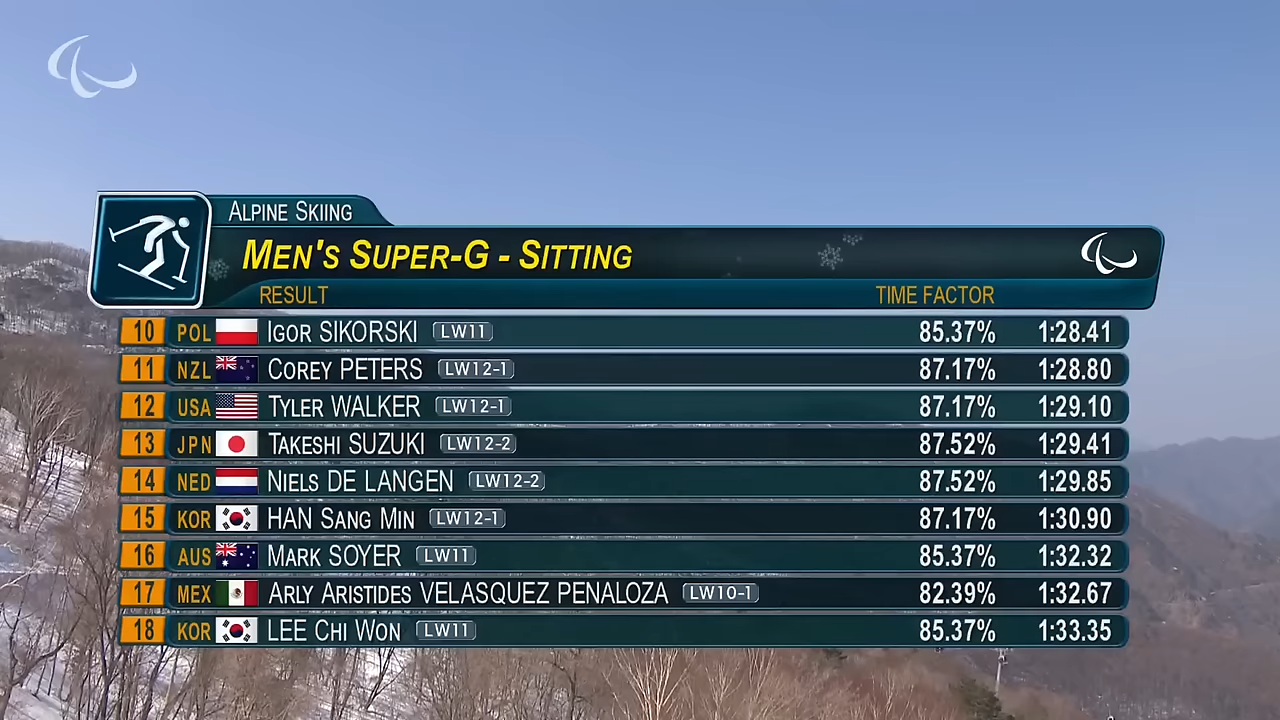 Alpine Skiing
Men's Super-G - Sitting
RESULT TIME FACTOR
10 POL Igor SIKORSKI LW11 85.37% 1:28.41
11 NZL Corey PETERS LW12-1 87.17% 1:28.80
12 USA Tyler WALKER LW12-1 87.17% 1:29.10
13 JPN Takeshi SUZUKI LW12-2 87.52% 1:29.41
14 NED Niels DE LANGEN LW12-2 87.52% 1:29.85
15 KOR HAN Sang Min LW12-1 87.17% 1:30.90
16 AUS Mark SOYER LW11 85.37% 1:32.32
17 MEX Arly Aristides VELASQUEZ PENALOZA LW10-1 82.39% 1:32.67
18 KOR LEE Chi Won LW11 85.37% 1:33.35